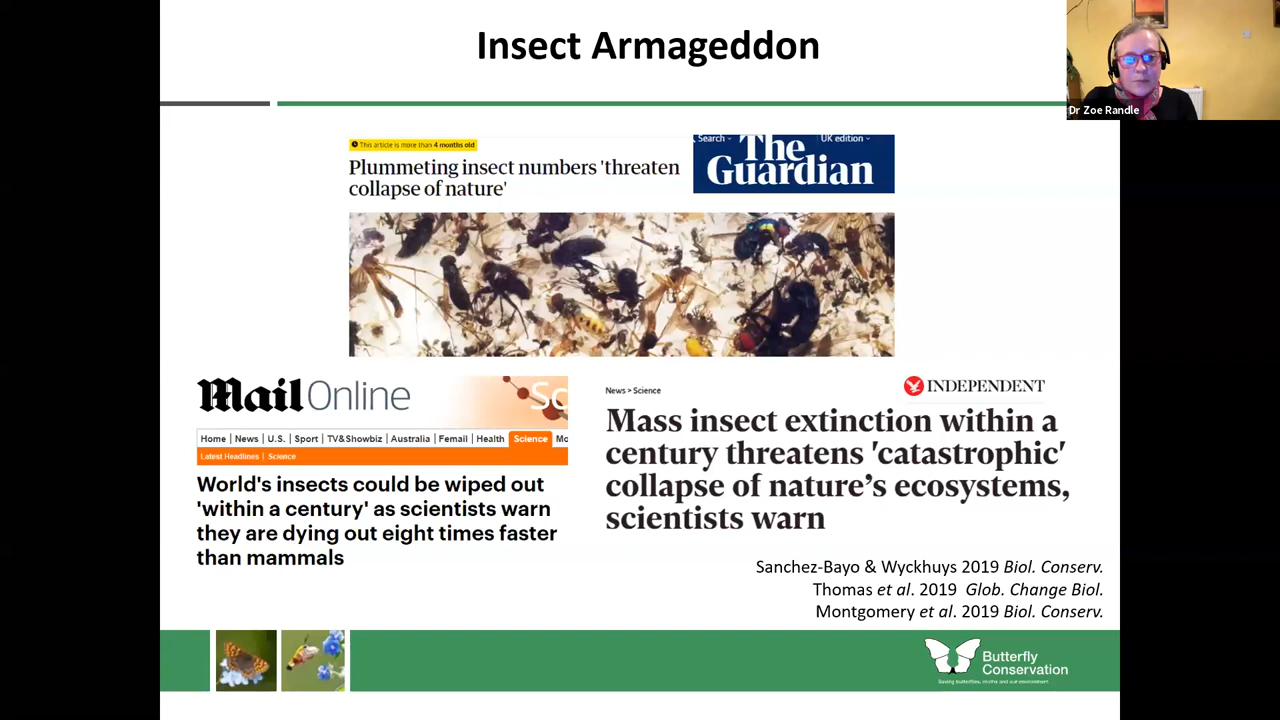 Insect Armageddon
Dr Zoe Randle
This article is more than 4 months old
Plummeting insect numbers 'threaten
collapse of nature'
Search
UK edition
The
Guardian
Mail Online
Sc
Home | News | U.S. | Sport | TV&Showbiz | Australia | Femail | Health | Science | Mo
Latest Headlines | Science
World's insects could be wiped out
'within a century' as scientists warn
they are dying out eight times faster
than mammals
News > Science
INDEPENDENT
Mass insect extinction within a
century threatens 'catastrophic'
collapse of nature's ecosystems,
scientists warn
Sanchez-Bayo & Wyckhuys 2019 Biol. Conserv.
Thomas et al. 2019 Glob. Change Biol.
Montgomery et al. 2019 Biol. Conserv.
Butterfly
Conservation
Saving butterflies, moths and our environment